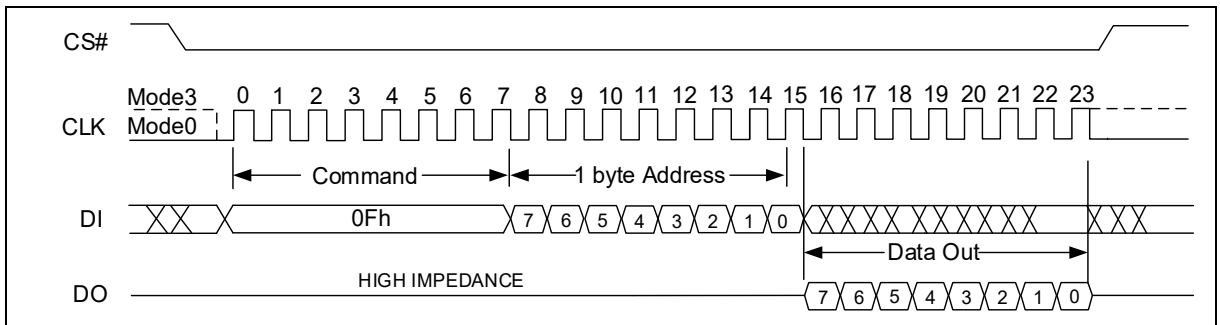 CS#
Mode3 0 1 2 3 4 5 6 7 8 9 10 11 12 13 14 15 16 17 18 19 20 21 22 23
CLK Mode0
Command 1 byte Address
DI 0Fh 7 6 5 4 3 2 1 0
Data Out
HIGH IMPEDANCE
DO 7 6 5 4 3 2 1 0